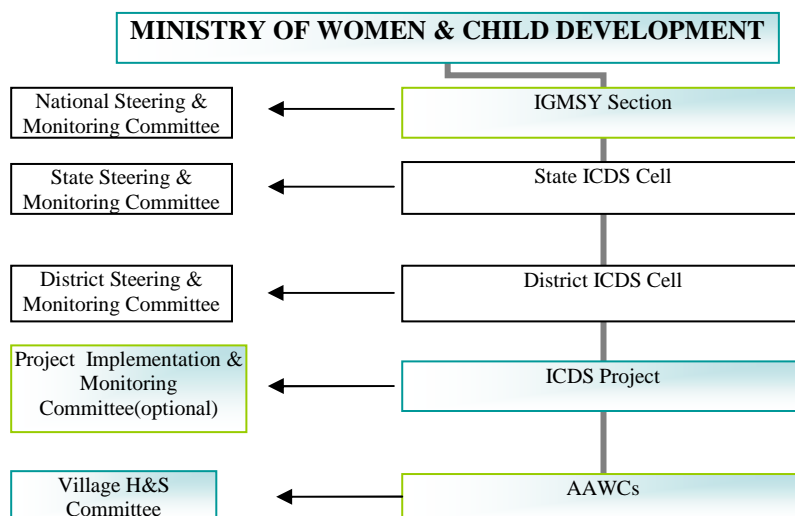 MINISTRY OF WOMEN & CHILD DEVELOPMENT
National Steering &
Monitoring Committee
IGMSY Section
State Steering &
Monitoring Committee
State ICDS Cell
District Steering &
Monitoring Committee
District ICDS Cell
Project Implementation &
Monitoring
Committee(optional)
ICDS Project
Village H&S
Committee
AAWCs